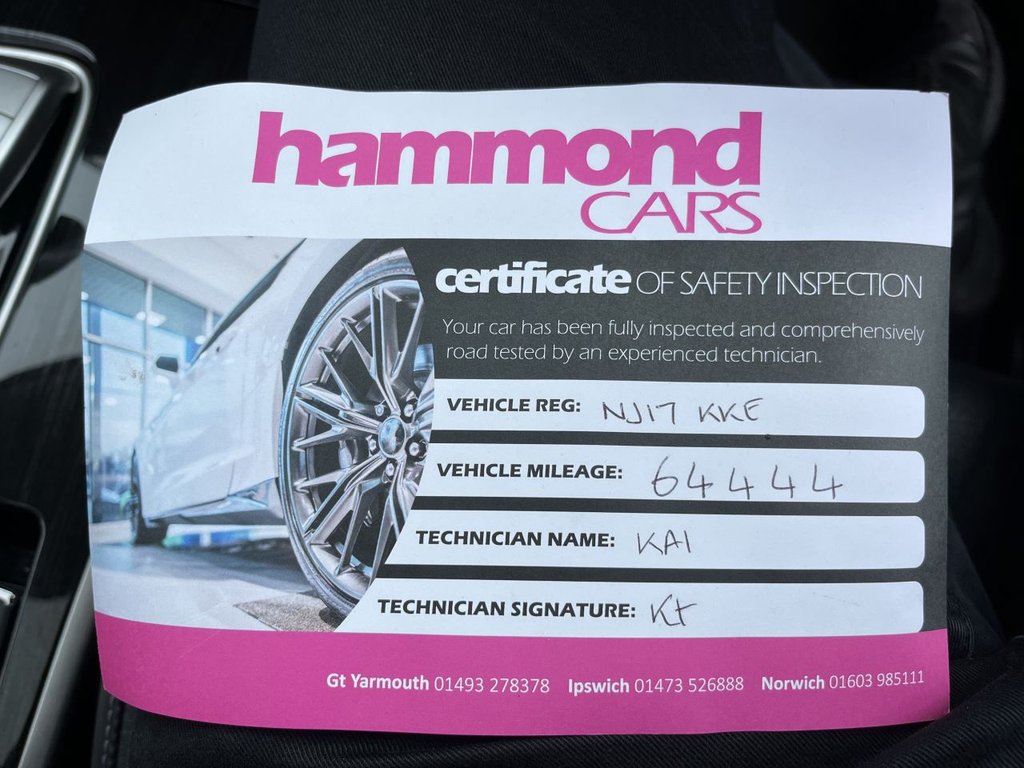 hammond
CARS
certificate OF SAFETY INSPECTION
Your car has been fully inspected and comprehensively
road tested by an experienced technician.
VEHICLE REG: NJ17 KKE
VEHICLE MILEAGE: 64444
TECHNICIAN NAME: KAI
TECHNICIAN SIGNATURE: Kt
Gt Yarmouth 01493 278378 Ipswich 01473 526888 Norwich 01603 985111